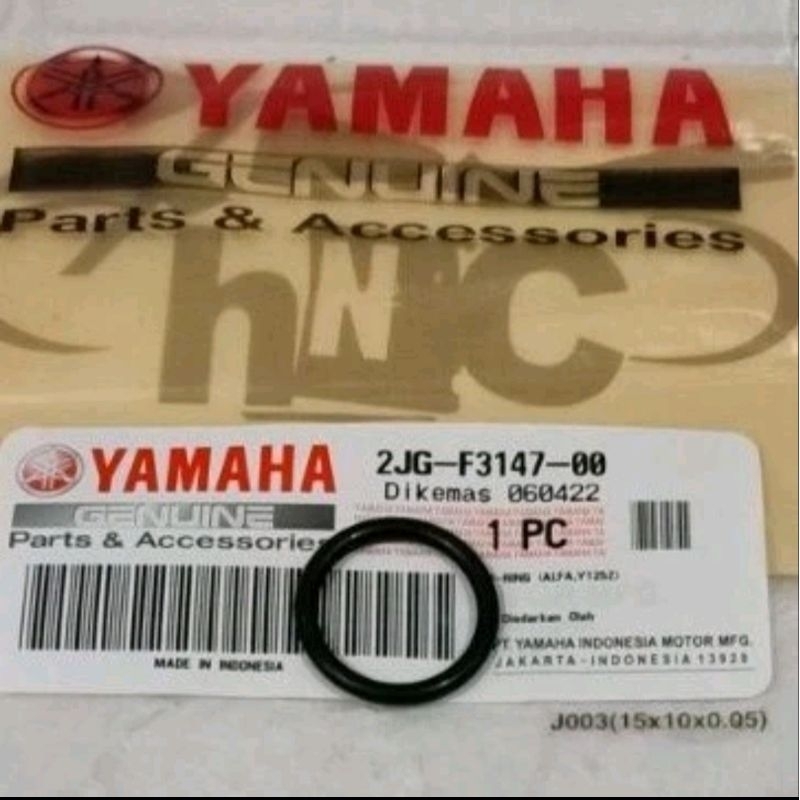 YAMAHA
GENUINE
Parts & Accessories
hNC
YAMAHA
GENUINE
Parts & Accessories
2JG-F3147-00
Dikemas 060422
1 PC
-RING (ALFA,Y125Z)
Diedarkan Oleh
PT YAMAHA INDONESIA MOTOR MFG.
JAKARTA-INDONESIA 13920
MADE IN INDONESIA
J003(15x10x0.05)